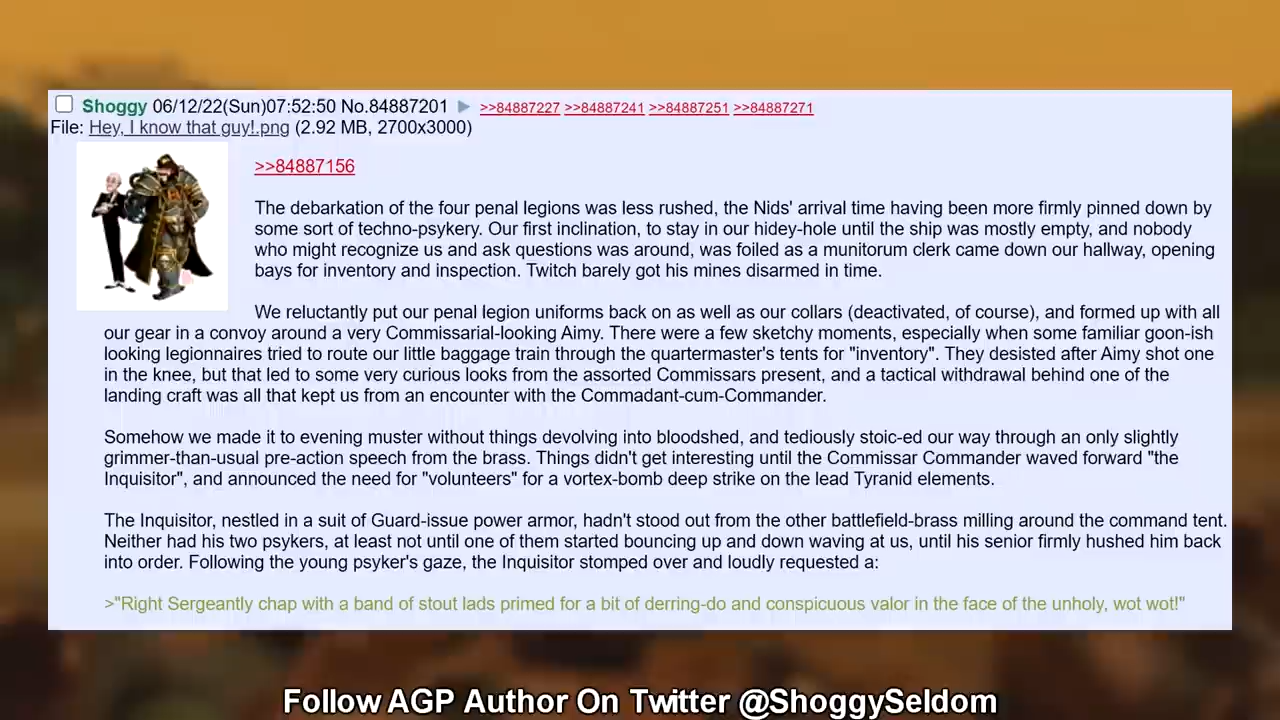 Shoggy 06/12/22(Sun)07:52:50 No.84887201 ▶ >>84887227 >>84887241 >>84887251 >>84887271
File: Hey, I know that guy!.png (2.92 MB, 2700x3000)
>>84887156
The debarkation of the four penal legions was less rushed, the Nids' arrival time having been more firmly pinned down by
some sort of techno-psykery. Our first inclination, to stay in our hidey-hole until the ship was mostly empty, and nobody
who might recognize us and ask questions was around, was foiled as a munitorum clerk came down our hallway, opening
bays for inventory and inspection. Twitch barely got his mines disarmed in time.
We reluctantly put our penal legion uniforms back on as well as our collars (deactivated, of course), and formed up with all
our gear in a convoy around a very Commissarial-looking Aimy. There were a few sketchy moments, especially when some familiar goon-ish
looking legionnaires tried to route our little baggage train through the quartermaster's tents for "inventory". They desisted after Aimy shot one
in the knee, but that led to some very curious looks from the assorted Commissars present, and a tactical withdrawal behind one of the
landing craft was all that kept us from an encounter with the Commadant-cum-Commander.
Somehow we made it to evening muster without things devolving into bloodshed, and tediously stoic-ed our way through an only slightly
grimmer-than-usual pre-action speech from the brass. Things didn't get interesting until the Commissar Commander waved forward "the
Inquisitor", and announced the need for "volunteers" for a vortex-bomb deep strike on the lead Tyranid elements.
The Inquisitor, nestled in a suit of Guard-issue power armor, hadn't stood out from the other battlefield-brass milling around the command tent.
Neither had his two psykers, at least not until one of them started bouncing up and down waving at us, until his senior firmly hushed him back
into order. Following the young psyker's gaze, the Inquisitor stomped over and loudly requested a:
>"Right Sergeantly chap with a band of stout lads primed for a bit of derring-do and conspicuous valor in the face of the unholy, wot wot!"
Follow AGP Author On Twitter @ShoggySeldom